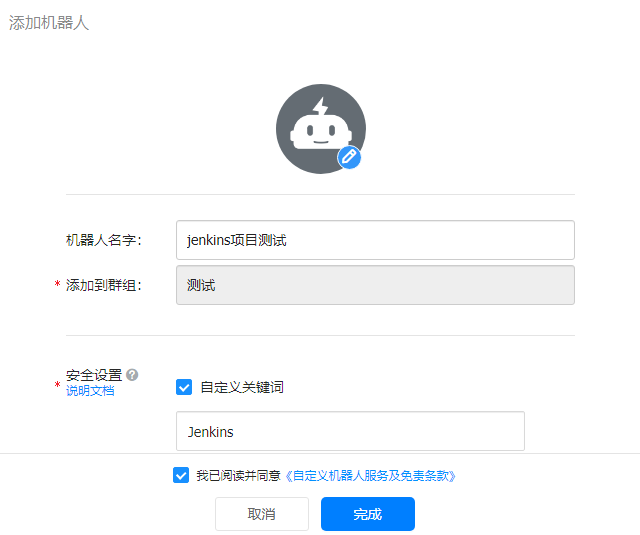 添加机器人
机器人名字：
jenkins项目测试
* 添加到群组：
测试
* 安全设置 ?
说明文档
自定义关键词
Jenkins
我已阅读并同意《自定义机器人服务及免责条款》
取消
完成